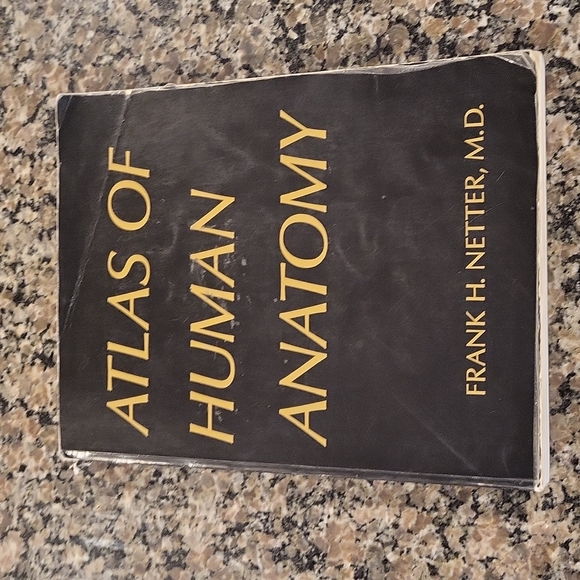 ATLAS OF
HUMAN
ANATOMY
FRANK H. NETTER, M.D.